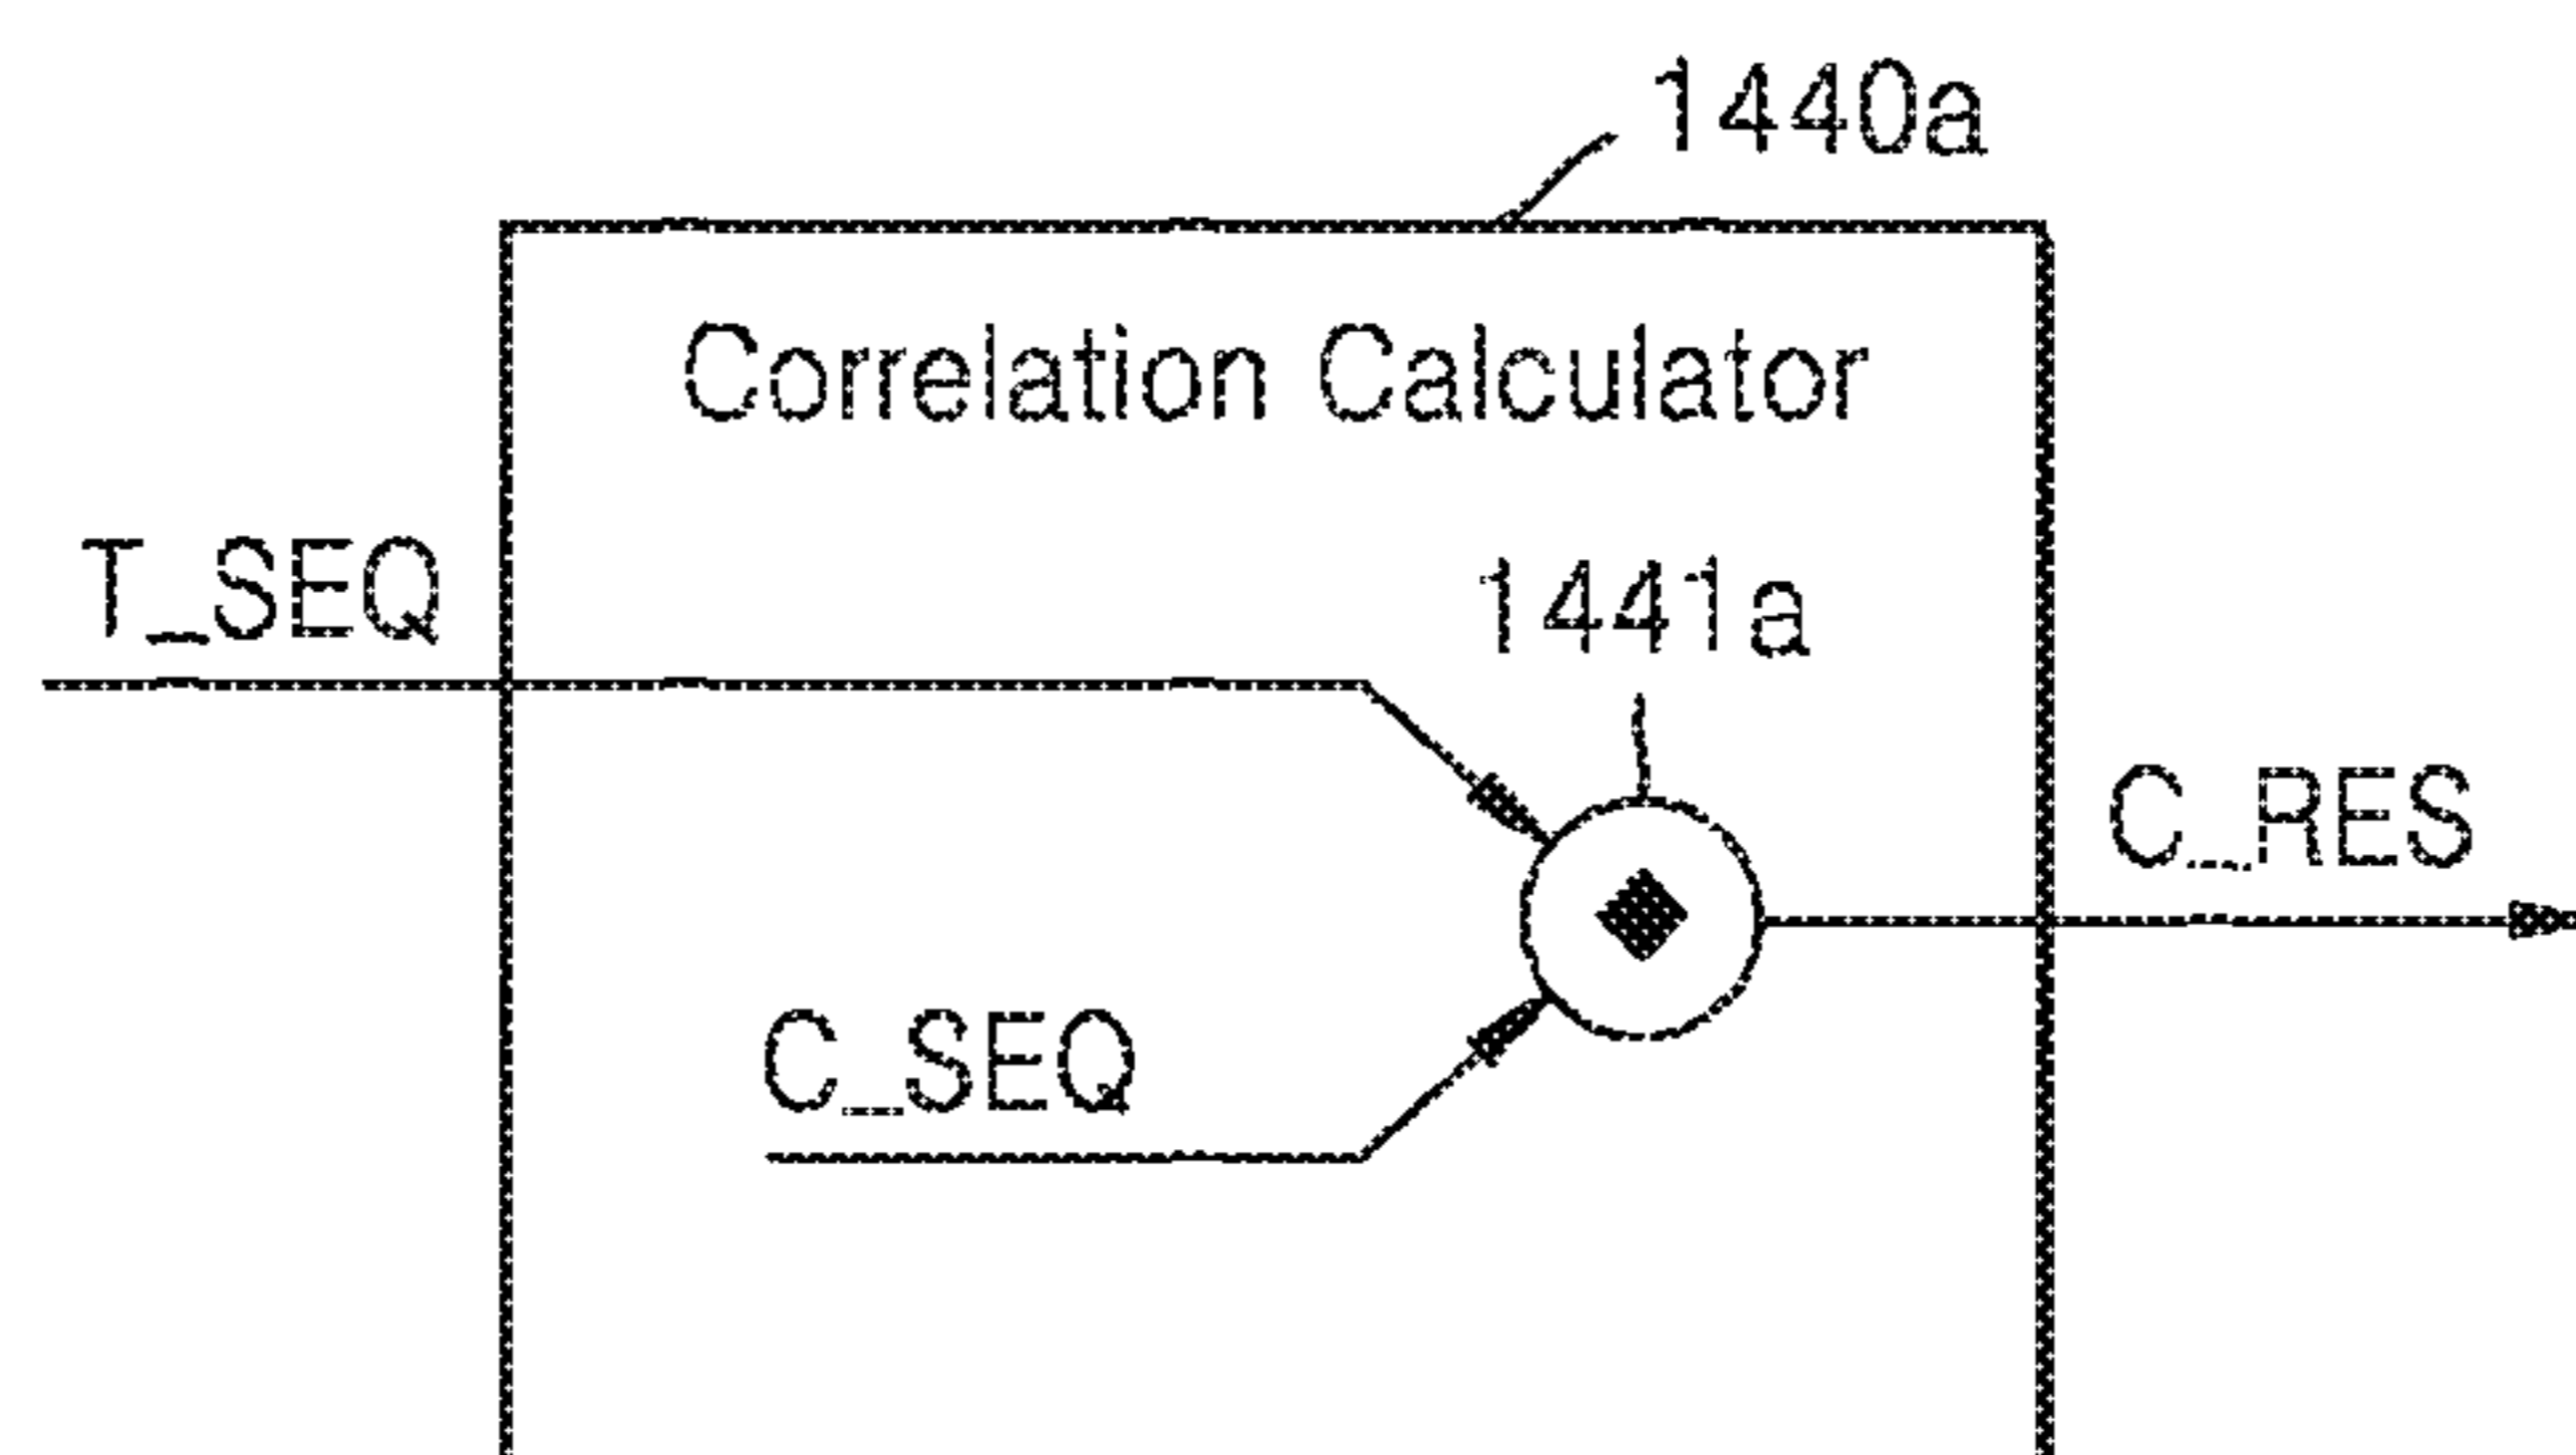 1440a
Correlation Calculator
T_SEQ
1441a
C_RES
C_SEQ